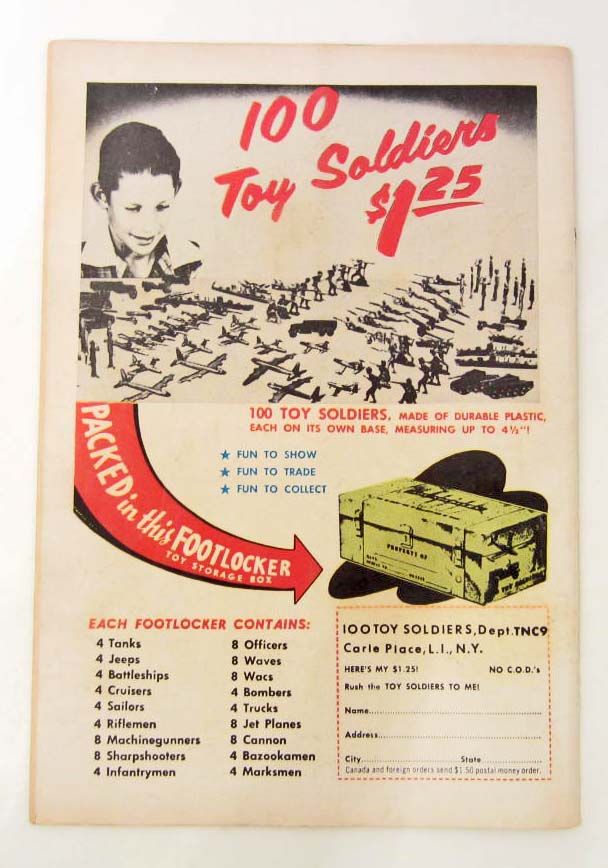 100
Toy Soldiers
$1.25
100 TOY SOLDIERS, MADE OF DURABLE PLASTIC,
EACH ON ITS OWN BASE, MEASURING UP TO 4½"!
★ FUN TO SHOW
★ FUN TO TRADE
★ FUN TO COLLECT
PACKED in this FOOTLOCKER
TOY STORAGE BOX
PROPERTY OF
EACH FOOTLOCKER CONTAINS:
4 Tanks
4 Jeeps
4 Battleships
4 Cruisers
4 Sailors
4 Riflemen
8 Machinegunners
8 Sharpshooters
4 Infantrymen
8 Officers
8 Waves
8 Wacs
4 Bombers
4 Trucks
8 Jet Planes
8 Cannon
4 Bazookamen
4 Marksmen
100 TOY SOLDIERS, Dept. TNC9
Carle Place, L.I., N.Y.
HERE'S MY $1.25! NO C.O.D.'s
Rush the TOY SOLDIERS TO ME!
Name
Address
City State
Canada and foreign orders send $1.50 postal money order.